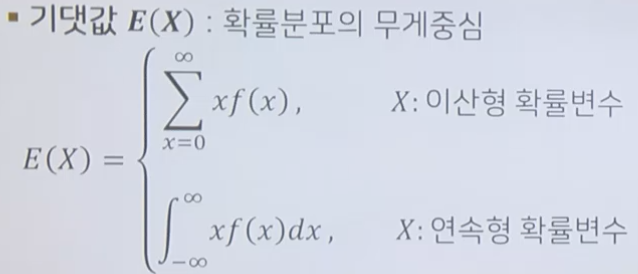 ▪ 기댓값 E(X) : 확률분포의 무게중심
∞
∑ xf(x), X: 이산형 확률변수
x=0
E(X) = {
∞
∫ xf(x)dx, X: 연속형 확률변수
−∞